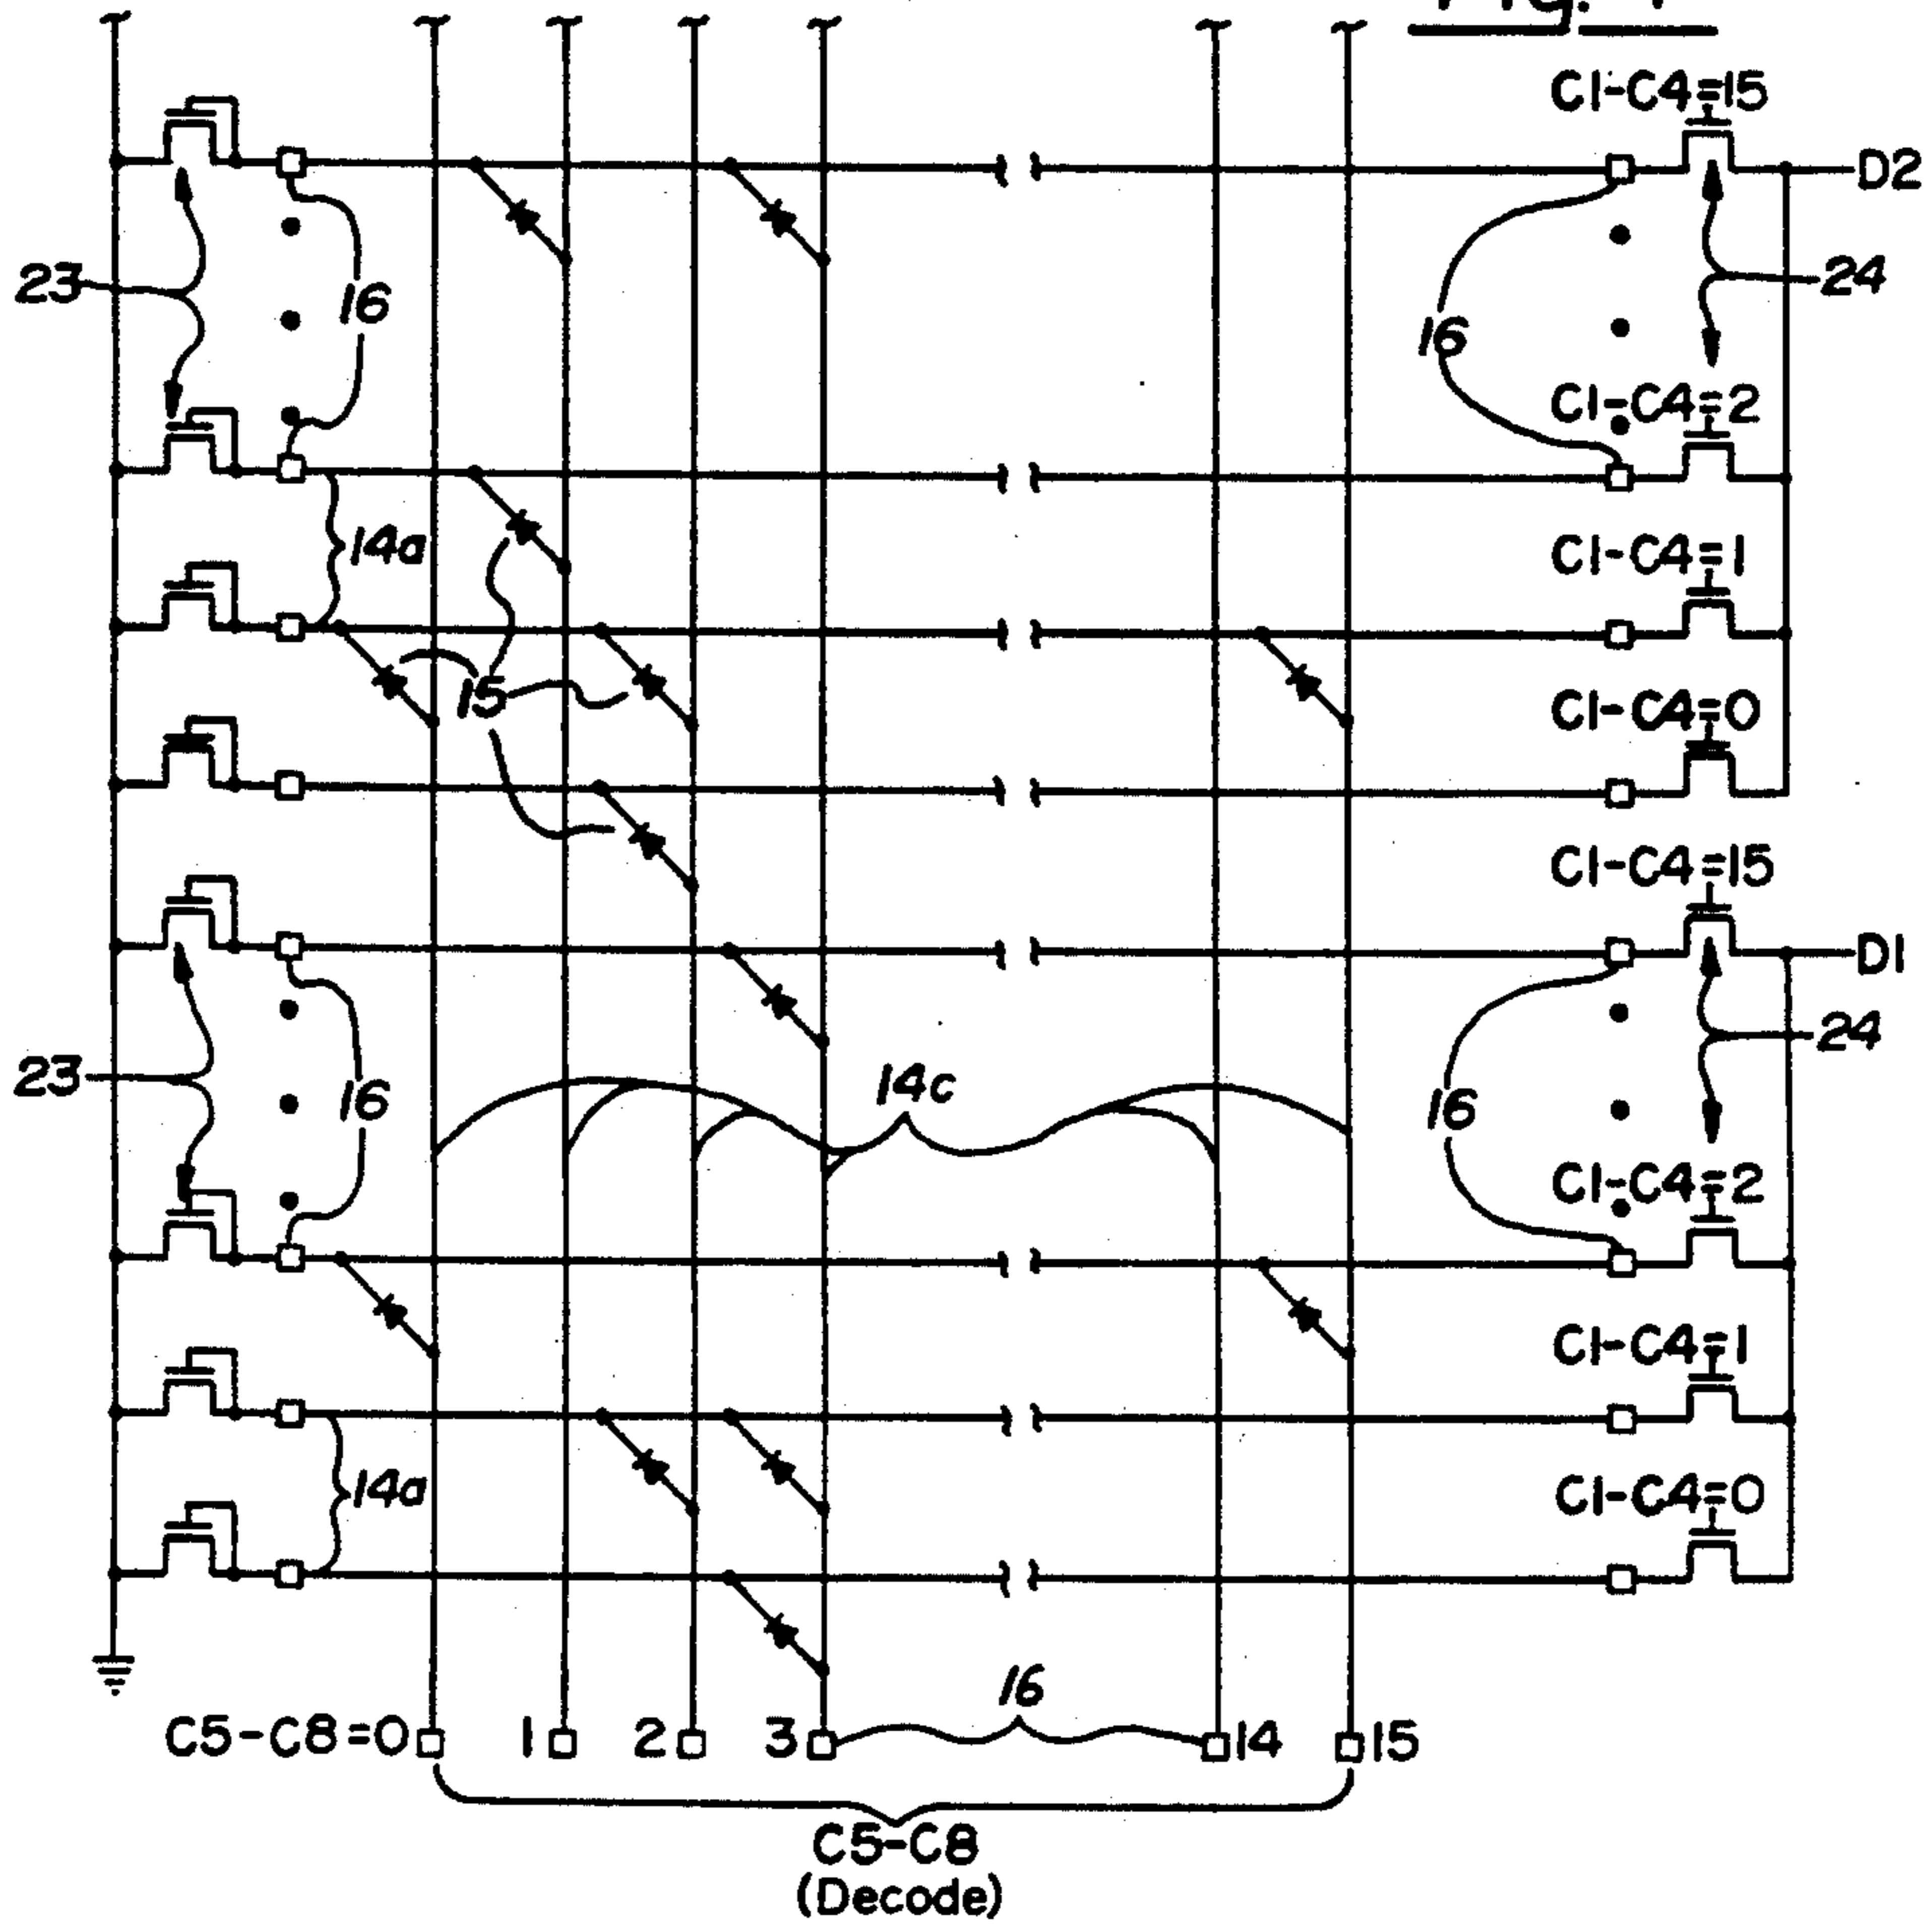 Fig. 4
C1-C4=15
D2
23
16
16
24
C1-C4=2
14a
C1-C4=1
15
C1-C4=0
C1-C4=15
D1
23
16
14c
16
24
C1-C4=2
C1-C4=1
14a
C1-C4=0
16
C5-C8=0 1 2 3 14 15
C5-C8
(Decode)